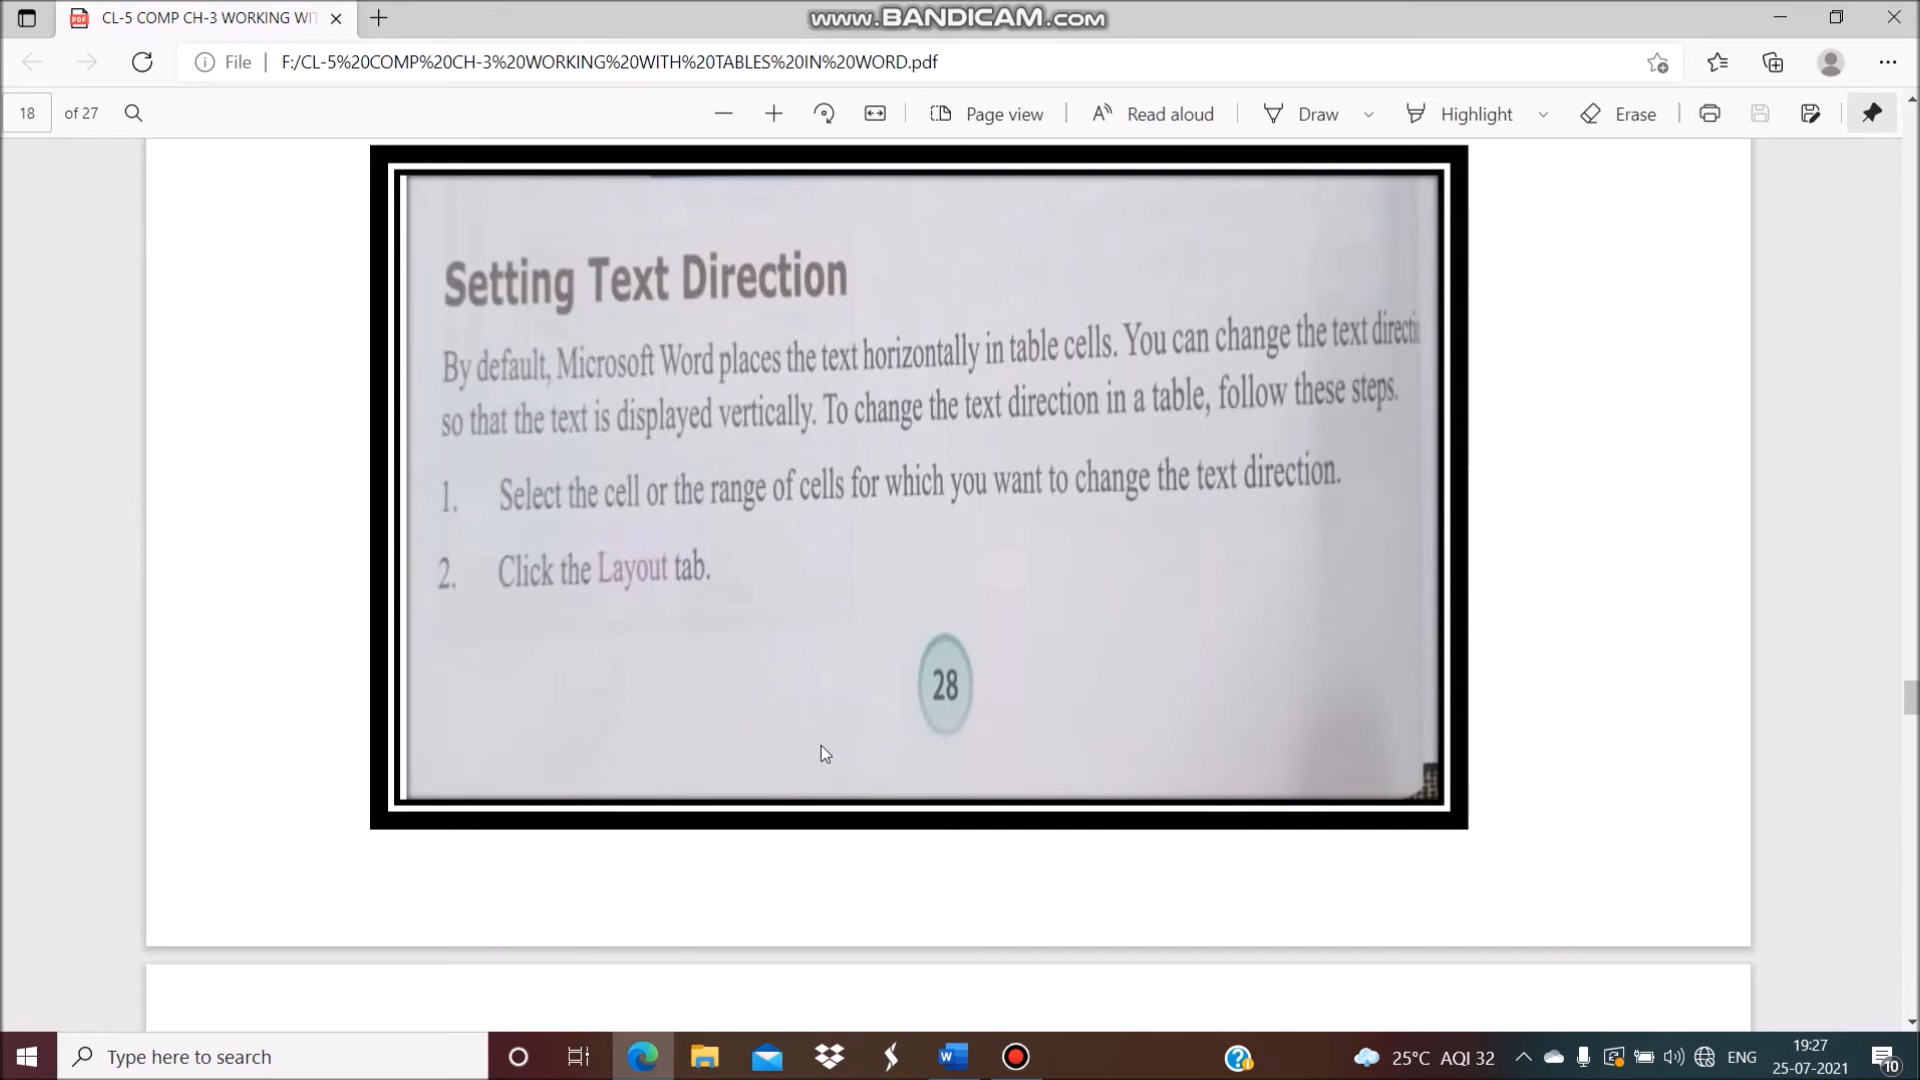 CL-5 COMP CH-3 WORKING WIT
www.BANDICAM.com
File
F:/CL-5%20COMP%20CH-3%20WORKING%20WITH%20TABLES%20IN%20WORD.pdf
18 of 27
Page view
Read aloud
Draw
Highlight
Erase
Setting Text Direction
By default, Microsoft Word places the text horizontally in table cells. You can change the text directi
so that the text is displayed vertically. To change the text direction in a table, follow these steps.
1. Select the cell or the range of cells for which you want to change the text direction.
2. Click the Layout tab.
28
Type here to search
25°C AQI 32
ENG
19:27
25-07-2021
10